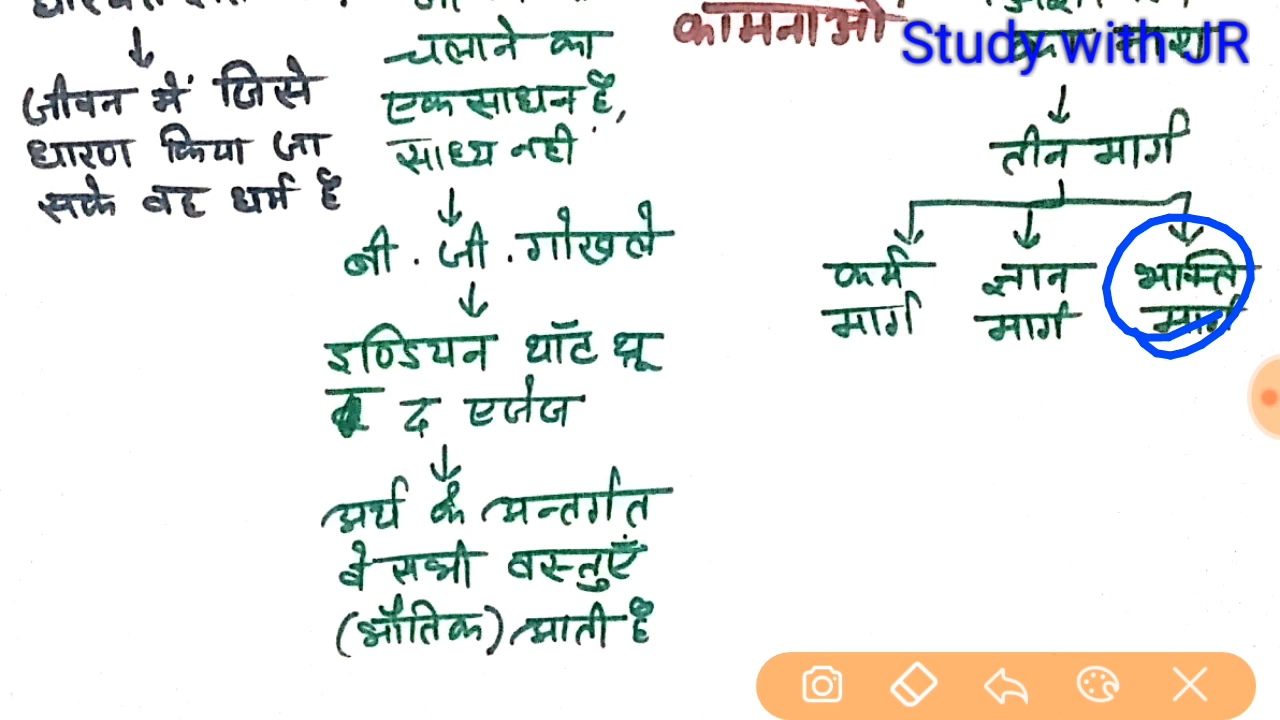 जीवन में जिसे
धारण किया जा
सके वह धर्म है
चलाने का
एक साधन है,
साध्य नहीं
बी . जी . गोखले
इण्डियन थॉट थ्रू
द एजेज
अर्थ के अन्तर्गत
वे सभी वस्तुएँ
(भौतिक) आती है
कामनाओं
Study with JR
तीन मार्ग
कर्म मार्ग
ज्ञान मार्ग
भक्ति मार्ग